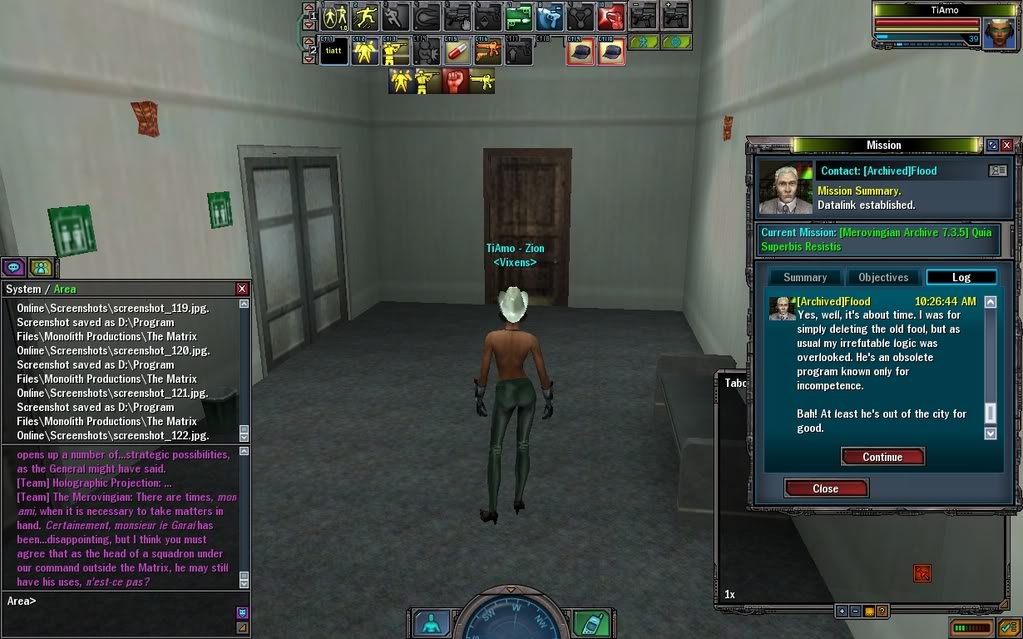 TiAmo
39
1
2
tiatt
TiAmo - Zion
<Vixens>
Mission
Contact: [Archived]Flood
Mission Summary.
Datalink established.
Current Mission: [Merovingian Archive 7.3.5] Quia
Superbis Resistis
Summary
Objectives
Log
[Archived]Flood 10:26:44 AM
Yes, well, it's about time. I was for
simply deleting the old fool, but as
usual my irrefutable logic was
overlooked. He's an obsolete
program known only for
incompetence.
Bah! At least he's out of the city for
good.
Continue
Close
System / Area
Online\Screenshots\screenshot_119.jpg.
Screenshot saved as D:\Program
Files\Monolith Productions\The Matrix
Online\Screenshots\screenshot_120.jpg.
Screenshot saved as D:\Program
Files\Monolith Productions\The Matrix
Online\Screenshots\screenshot_121.jpg.
Screenshot saved as D:\Program
Files\Monolith Productions\The Matrix
Online\Screenshots\screenshot_122.jpg.
opens up a number of...strategic possibilities,
as the General might have said.
[Team] Holographic Projection: ...
[Team] The Merovingian: There are times, mon
ami, when it is necessary to take matters in
hand. Certainement, monsieur le Gnral has
been...disappointing, but I think you must
agree that as the head of a squadron under
our command outside the Matrix, he may still
have his uses, n'est-ce pas?
Area>
Tabo
1x
SW
W